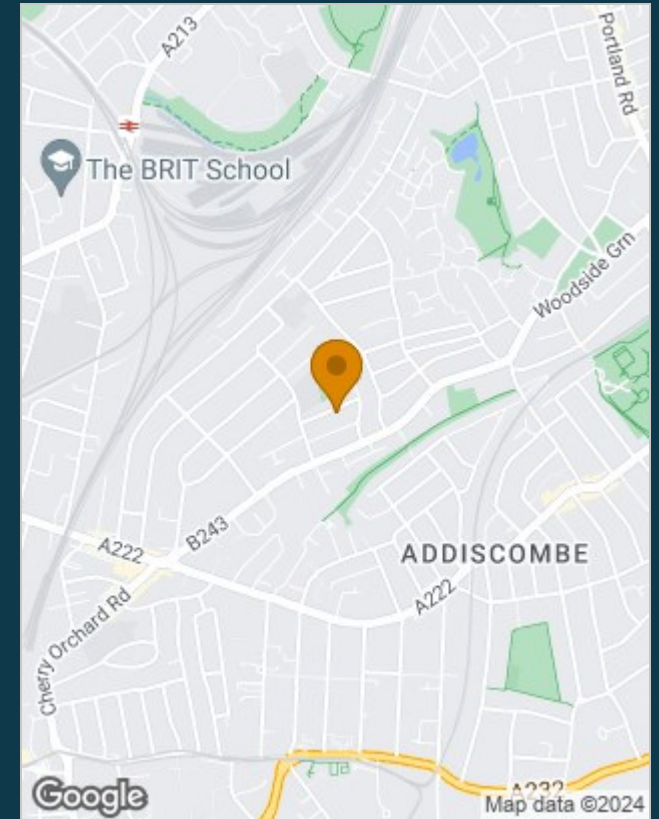 A213
Portland Rd
The BRIT School
Woodside Grn
B243
A222
ADDISCOMBE
A222
Cherry Orchard Rd
A232
Google
Map data ©2024